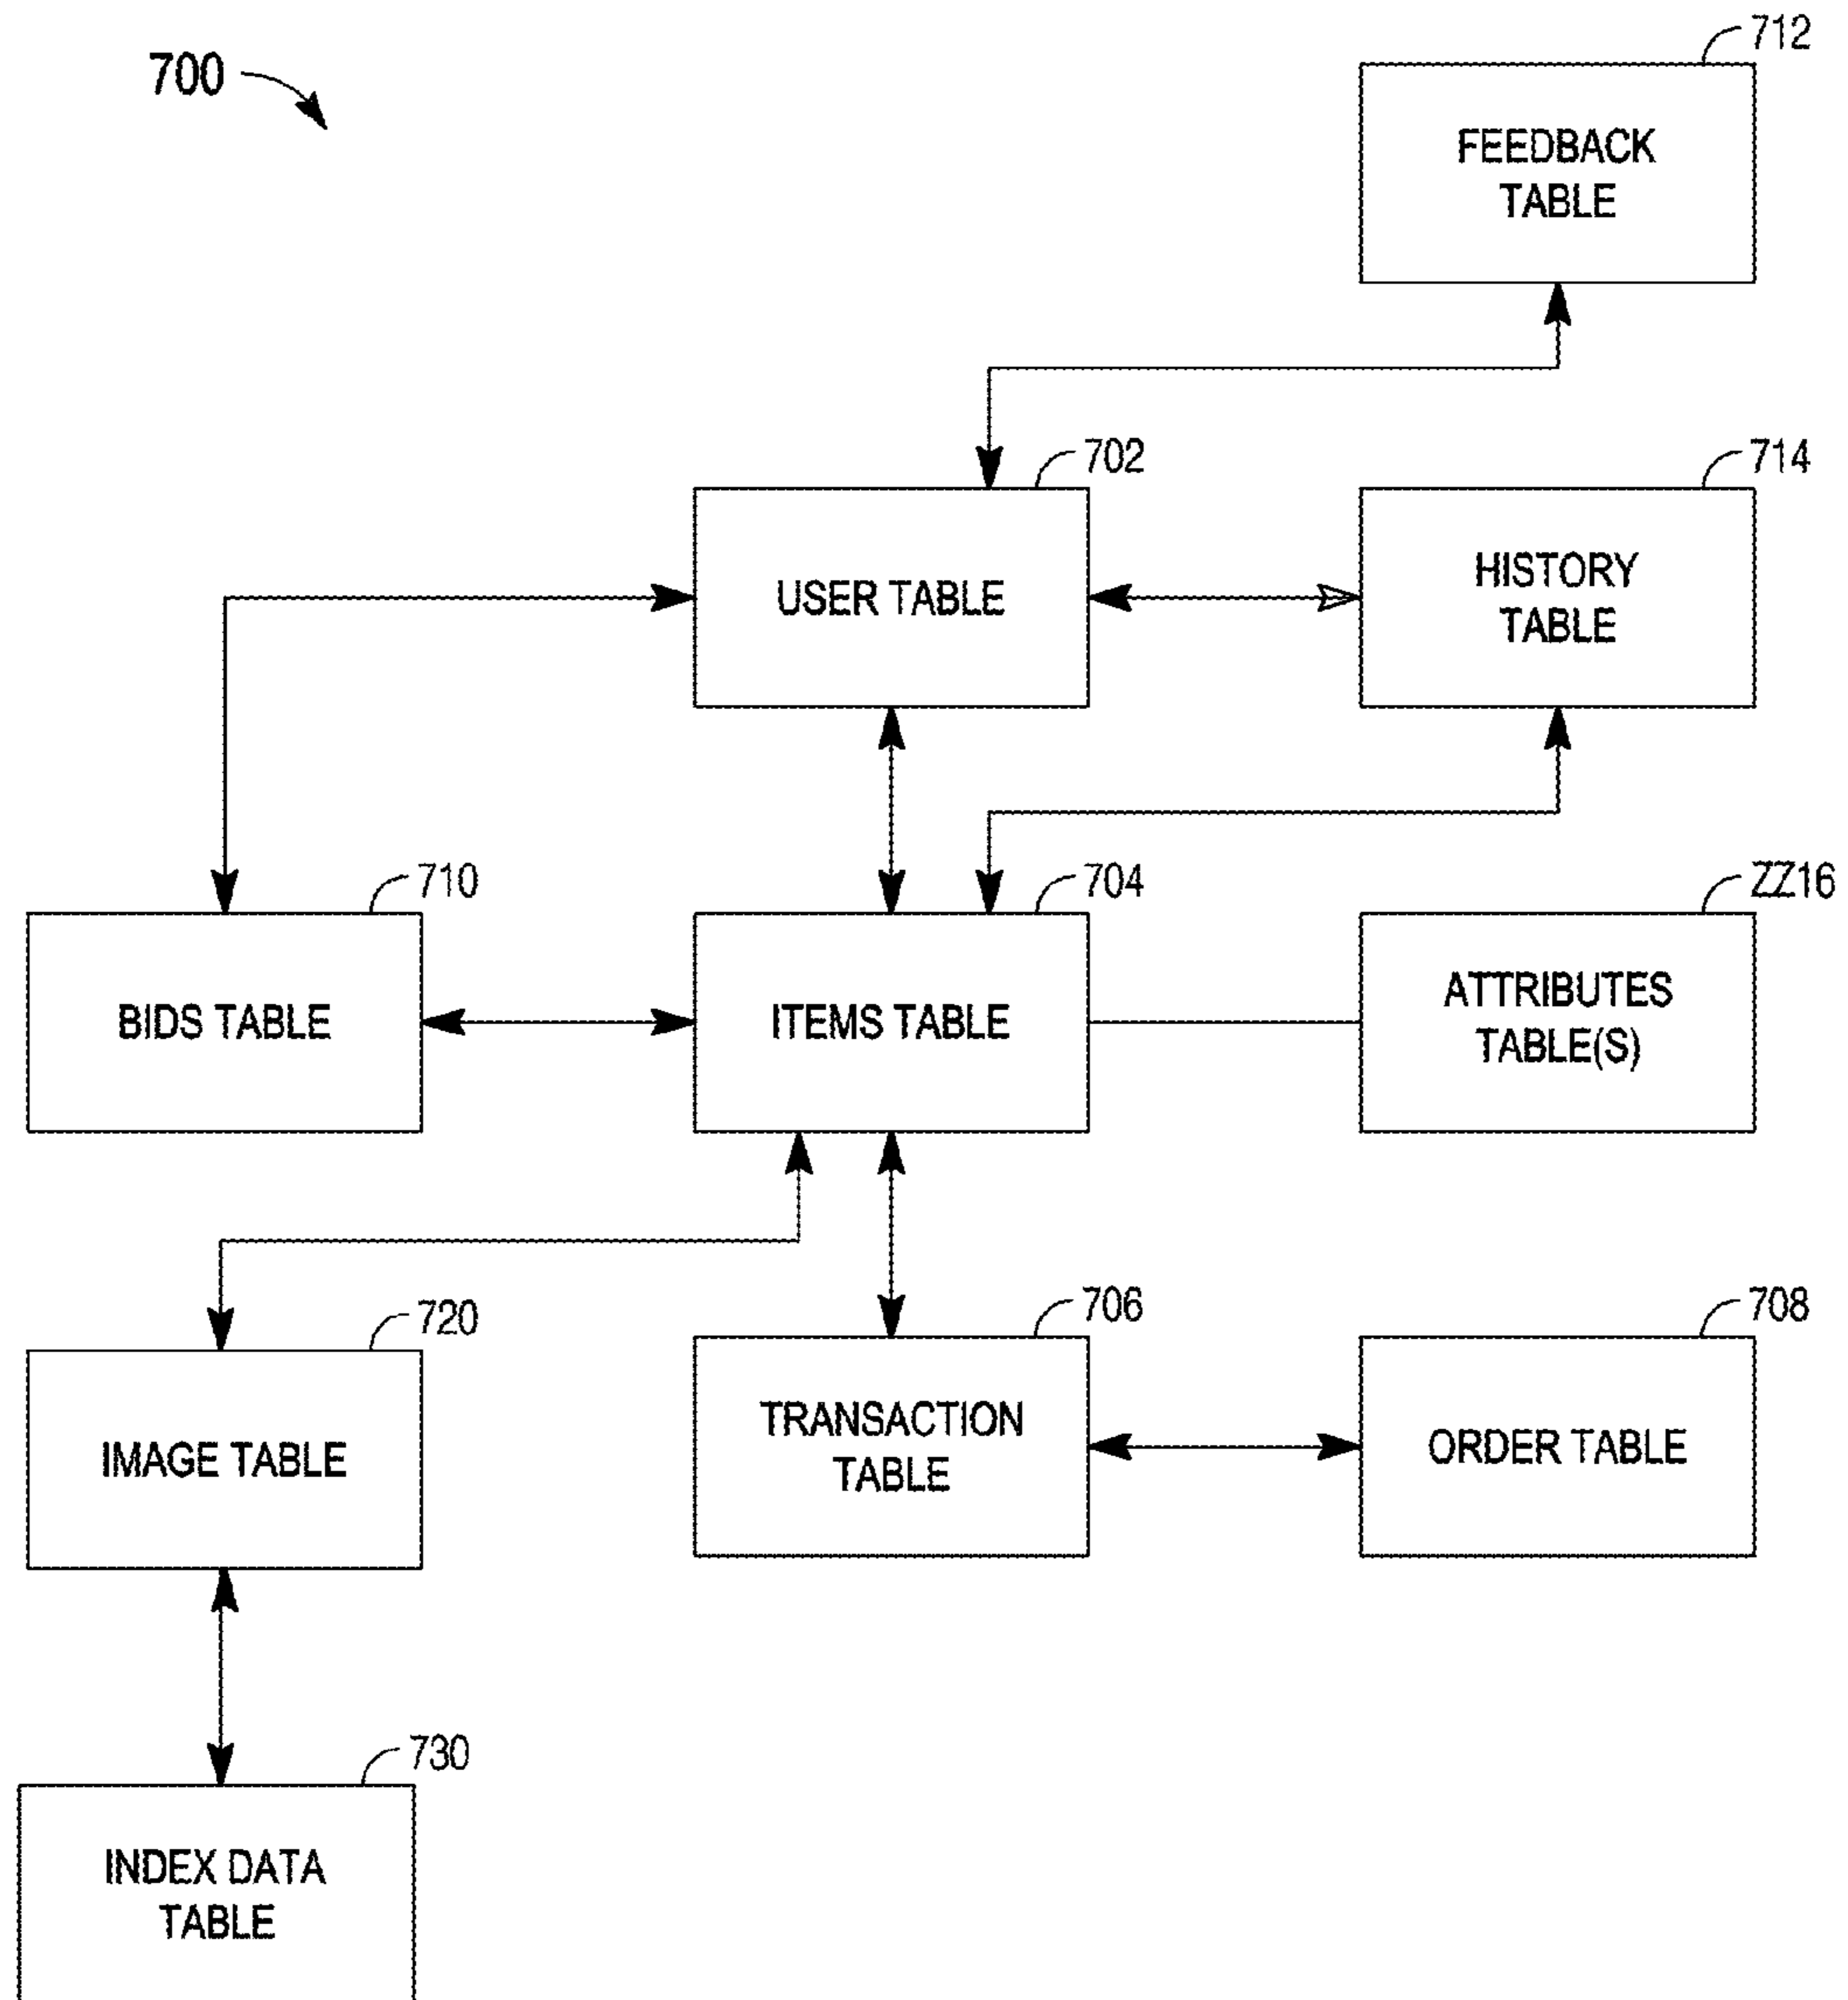 700
712
FEEDBACK
TABLE
702
714
USER TABLE
HISTORY
TABLE
710
704
ZZ16
BIDS TABLE
ITEMS TABLE
ATTRIBUTES
TABLE(S)
720
706
708
IMAGE TABLE
TRANSACTION
TABLE
ORDER TABLE
730
INDEX DATA
TABLE